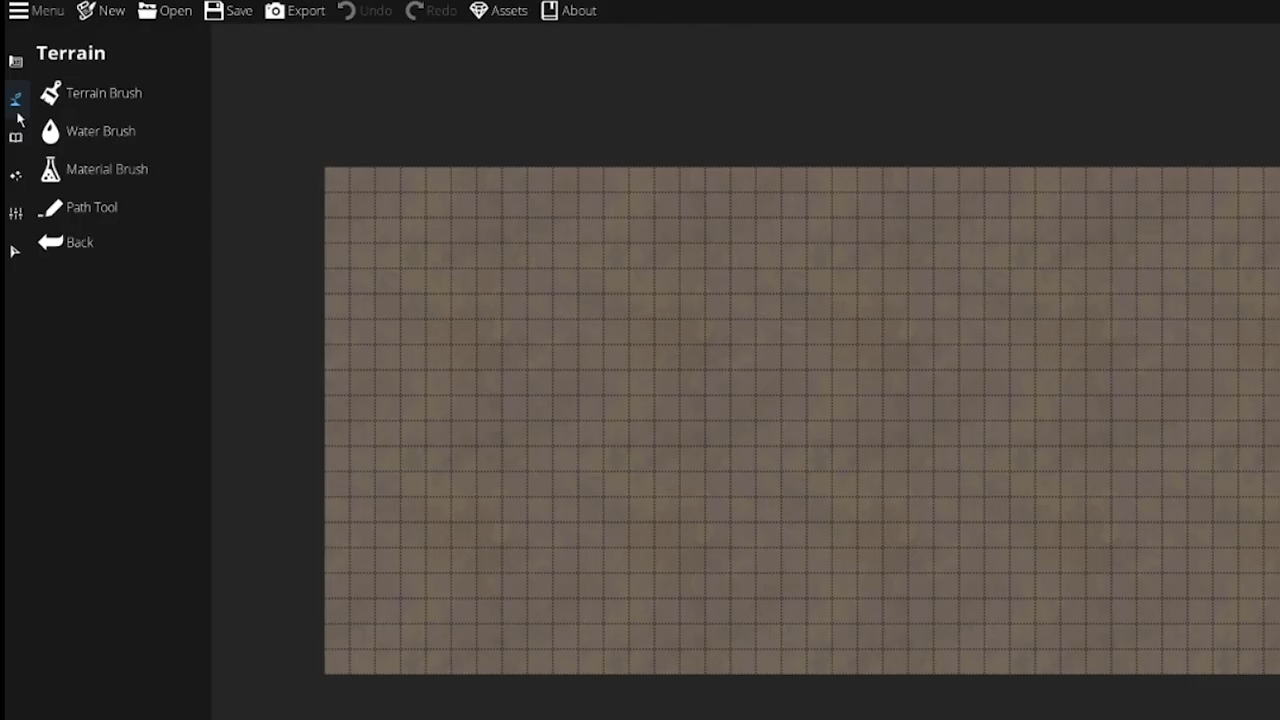 Menu New Open Save Export Undo Redo Assets About
Terrain
Terrain Brush
Water Brush
Material Brush
Path Tool
Back